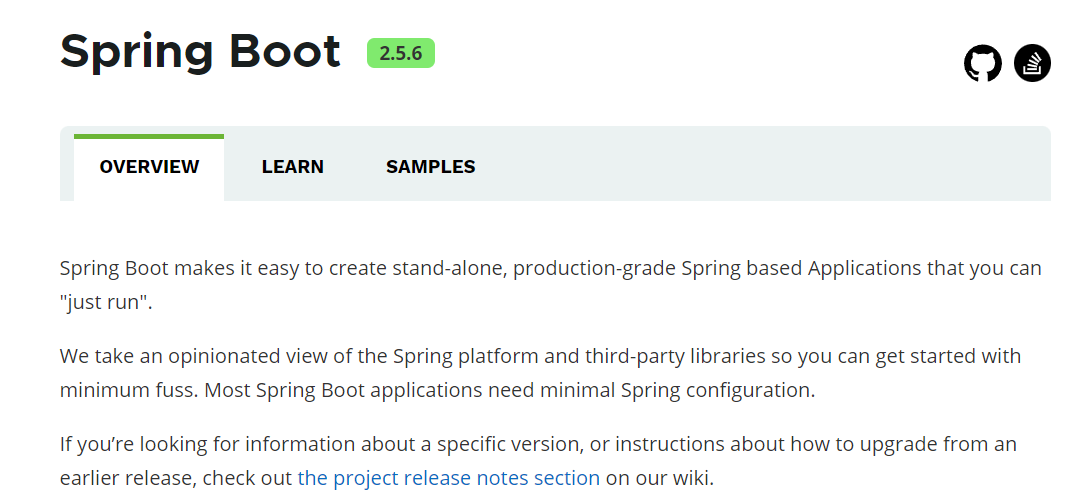 Spring Boot 2.5.6
OVERVIEW LEARN SAMPLES
Spring Boot makes it easy to create stand-alone, production-grade Spring based Applications that you can
"just run".
We take an opinionated view of the Spring platform and third-party libraries so you can get started with
minimum fuss. Most Spring Boot applications need minimal Spring configuration.
If you’re looking for information about a specific version, or instructions about how to upgrade from an
earlier release, check out the project release notes section on our wiki.